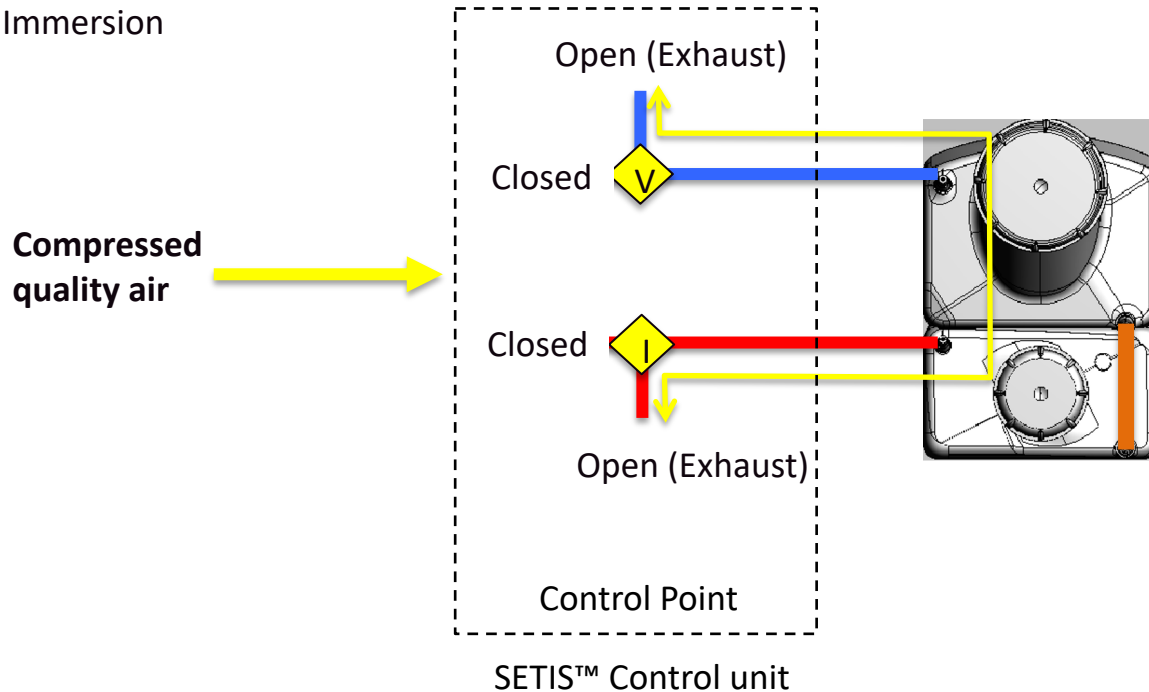 Immersion
Open (Exhaust)
Closed
V
Compressed
quality air
Closed
I
Open (Exhaust)
Control Point
SETIS™ Control unit